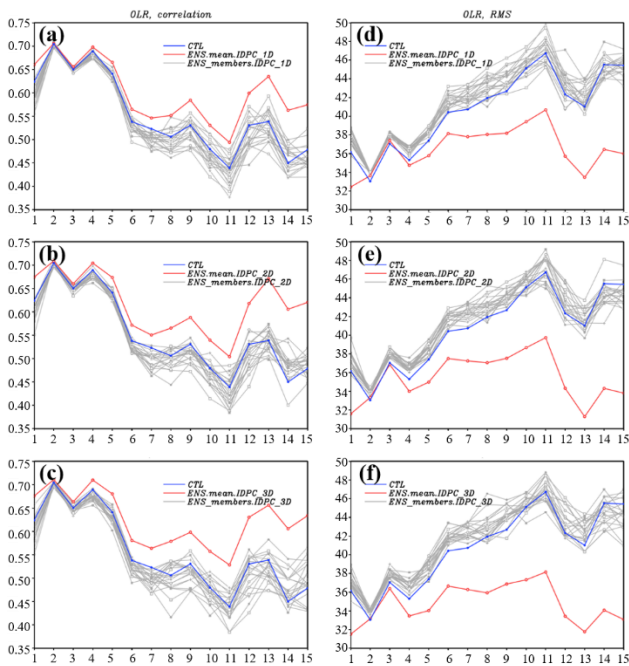 OLR, correlation
(a)
CTL
ENS.mean.IDPC_1D
ENS_members.IDPC_1D
0.75
0.70
0.65
0.60
0.55
0.50
0.45
0.40
0.35
1 2 3 4 5 6 7 8 9 10 11 12 13 14 15
OLR, RMS
(d)
CTL
ENS.mean.IDPC_1D
ENS_members.IDPC_1D
50
48
46
44
42
40
38
36
34
32
30
1 2 3 4 5 6 7 8 9 10 11 12 13 14 15
(b)
CTL
ENS.mean.IDPC_2D
ENS_members.IDPC_2D
0.75
0.70
0.65
0.60
0.55
0.50
0.45
0.40
0.35
1 2 3 4 5 6 7 8 9 10 11 12 13 14 15
(e)
CTL
ENS.mean.IDPC_2D
ENS_members.IDPC_2D
50
48
46
44
42
40
38
36
34
32
30
1 2 3 4 5 6 7 8 9 10 11 12 13 14 15
(c)
CTL
ENS.mean.IDPC_3D
ENS_members.IDPC_3D
0.75
0.70
0.65
0.60
0.55
0.50
0.45
0.40
0.35
1 2 3 4 5 6 7 8 9 10 11 12 13 14 15
(f)
CTL
ENS.mean.IDPC_3D
ENS_members.IDPC_3D
50
48
46
44
42
40
38
36
34
32
30
1 2 3 4 5 6 7 8 9 10 11 12 13 14 15